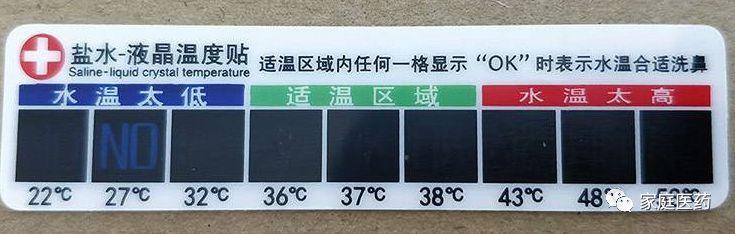 盐水-液晶温度贴
Saline-liquid crystal temperature
适温区域内任何一格显示“OK”时表示水温合适洗鼻
水温太低 适温区域 水温太高
NO
22℃ 27℃ 32℃ 36℃ 37℃ 38℃ 43℃ 48℃
家庭医药